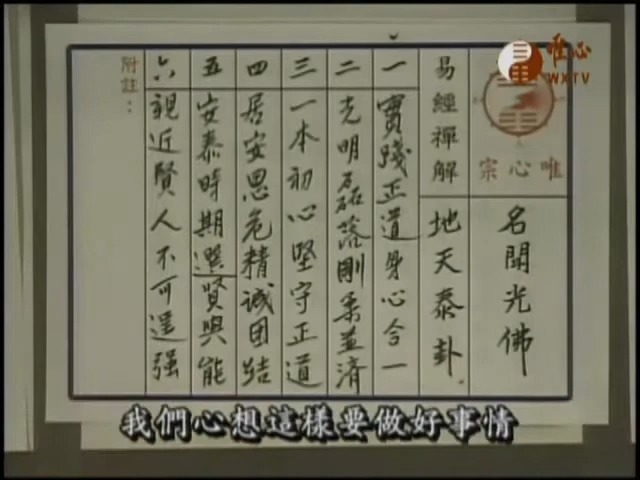 唯心
WXTV
唯心宗
名聞光佛
易經禪解
地天泰卦
一
實踐正道身心合一
二
光明磊落剛柔並濟
三
一本初心堅守正道
四
居安思危精誠团结
五
安泰時期選賢與能
六
親近賢人不可逞强
附註：
我們心想這樣要做好事情